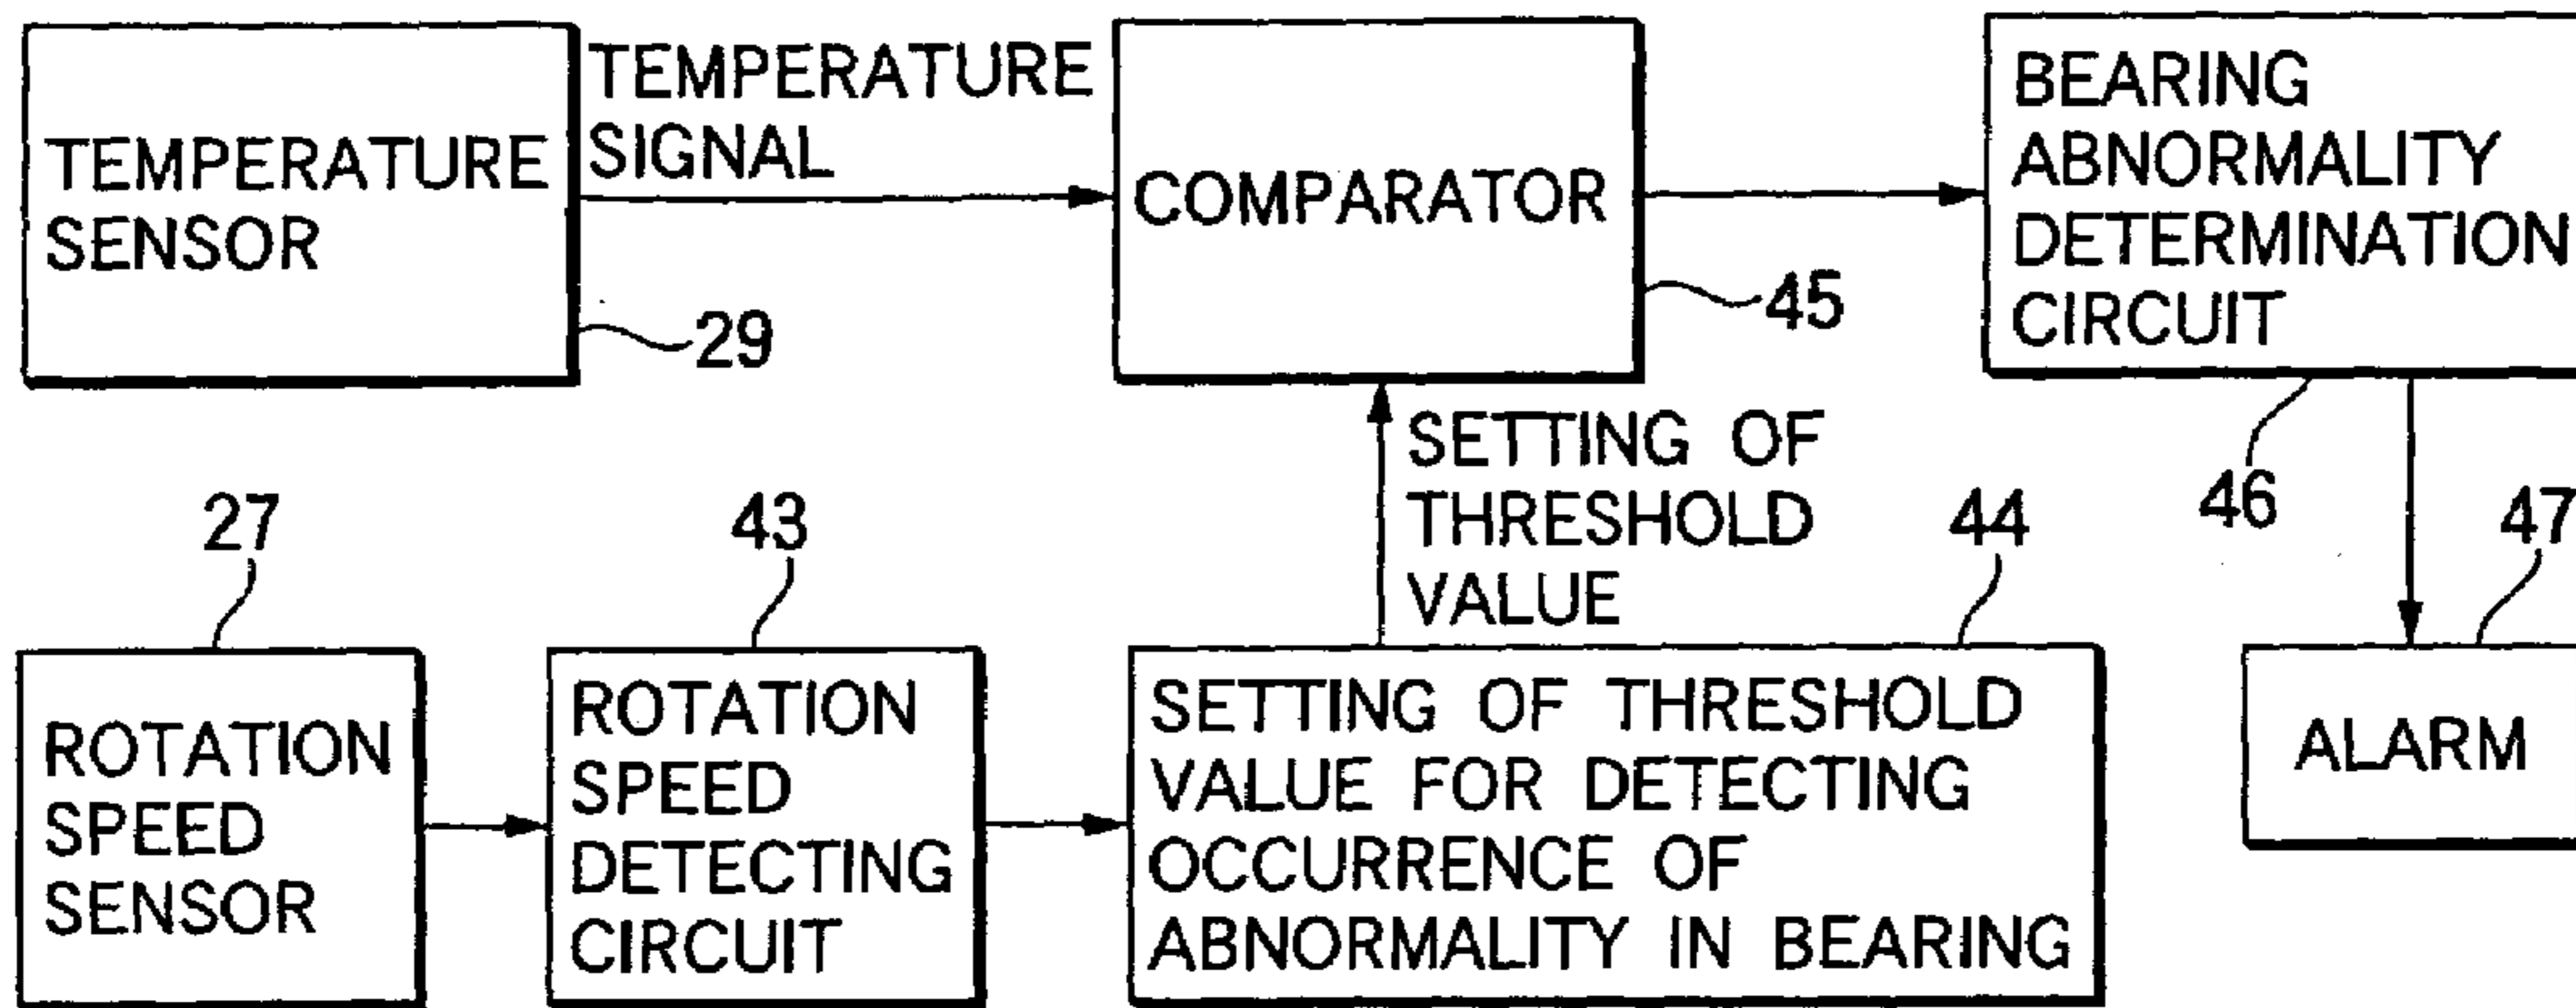 TEMPERATURE
SENSOR
29
TEMPERATURE
SIGNAL
COMPARATOR
45
BEARING
ABNORMALITY
DETERMINATION
CIRCUIT
46
SETTING OF
THRESHOLD
VALUE
27
ROTATION
SPEED
SENSOR
43
ROTATION
SPEED
DETECTING
CIRCUIT
44
SETTING OF THRESHOLD
VALUE FOR DETECTING
OCCURRENCE OF
ABNORMALITY IN BEARING
47
ALARM